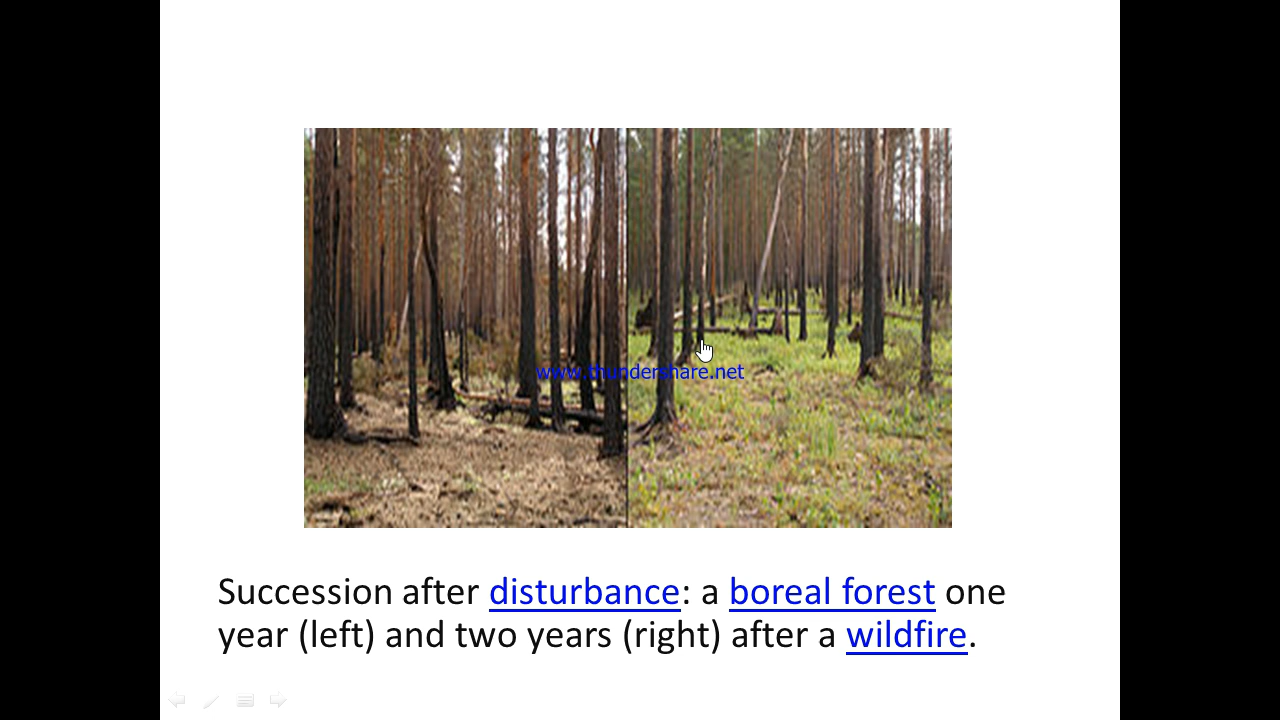 www.thundershare.net
Succession after disturbance: a boreal forest one
year (left) and two years (right) after a wildfire.